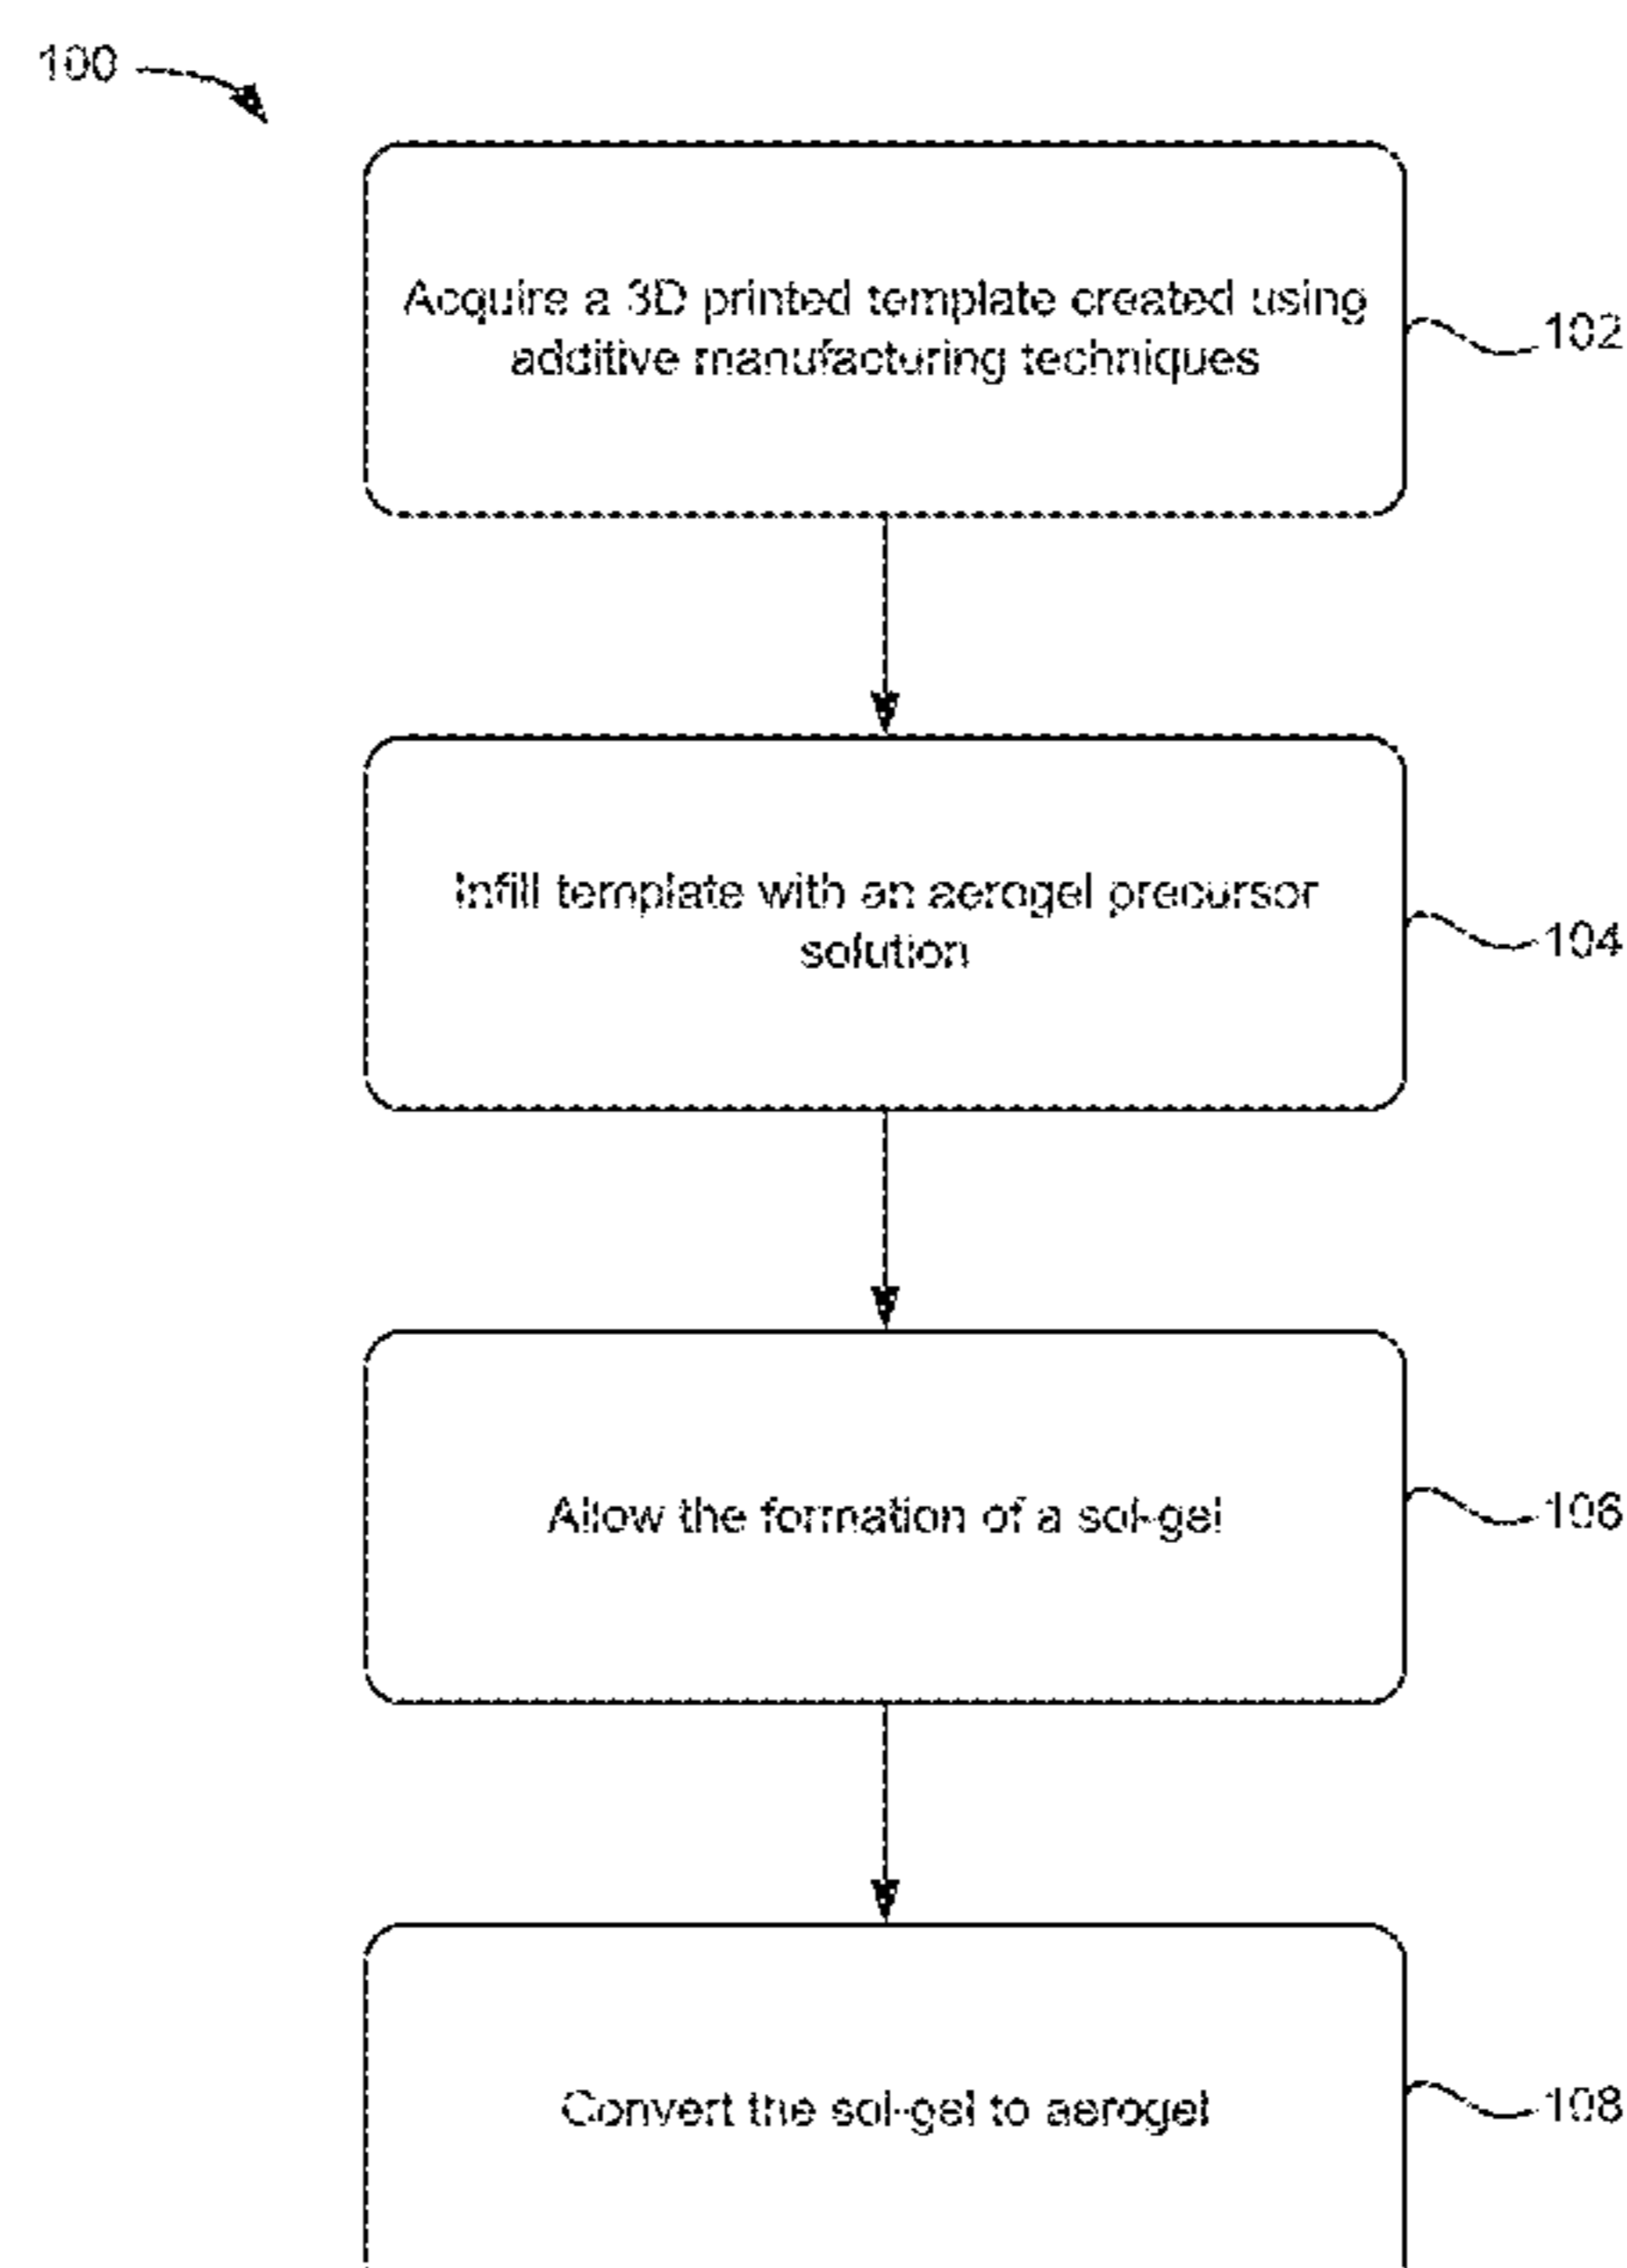 100
Acquire a 3D printed template created using
additive manufacturing techniques
102
Infill template with an aerogel precursor
solution
104
Allow the formation of a sol-gel
106
Convert the sol-gel to aerogel
108